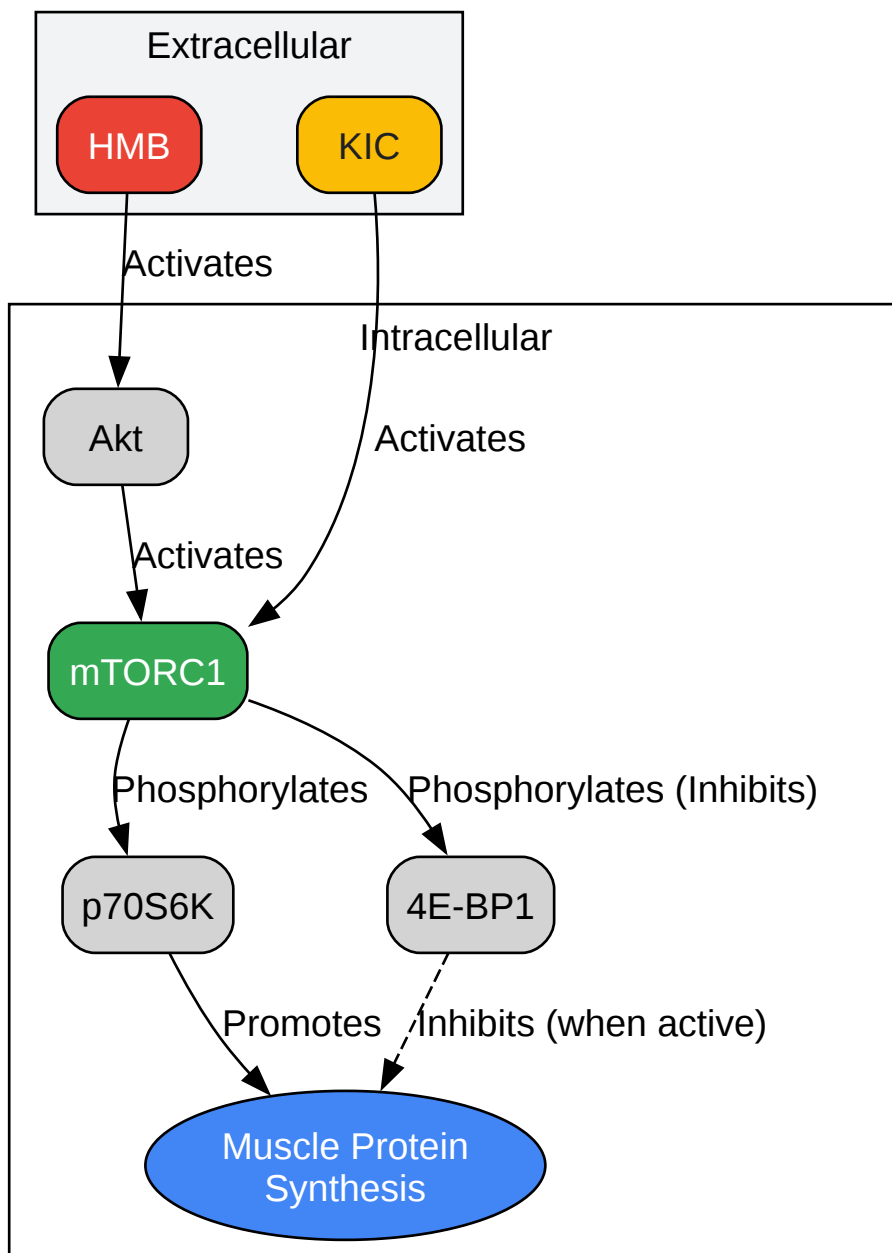 Extracellular
HMB
KIC
Activates
Intracellular
Akt
Activates
Activates
mTORC1
Phosphorylates
Phosphorylates (Inhibits)
p70S6K
4E-BP1
Promotes
Inhibits (when active)
Muscle Protein
Synthesis